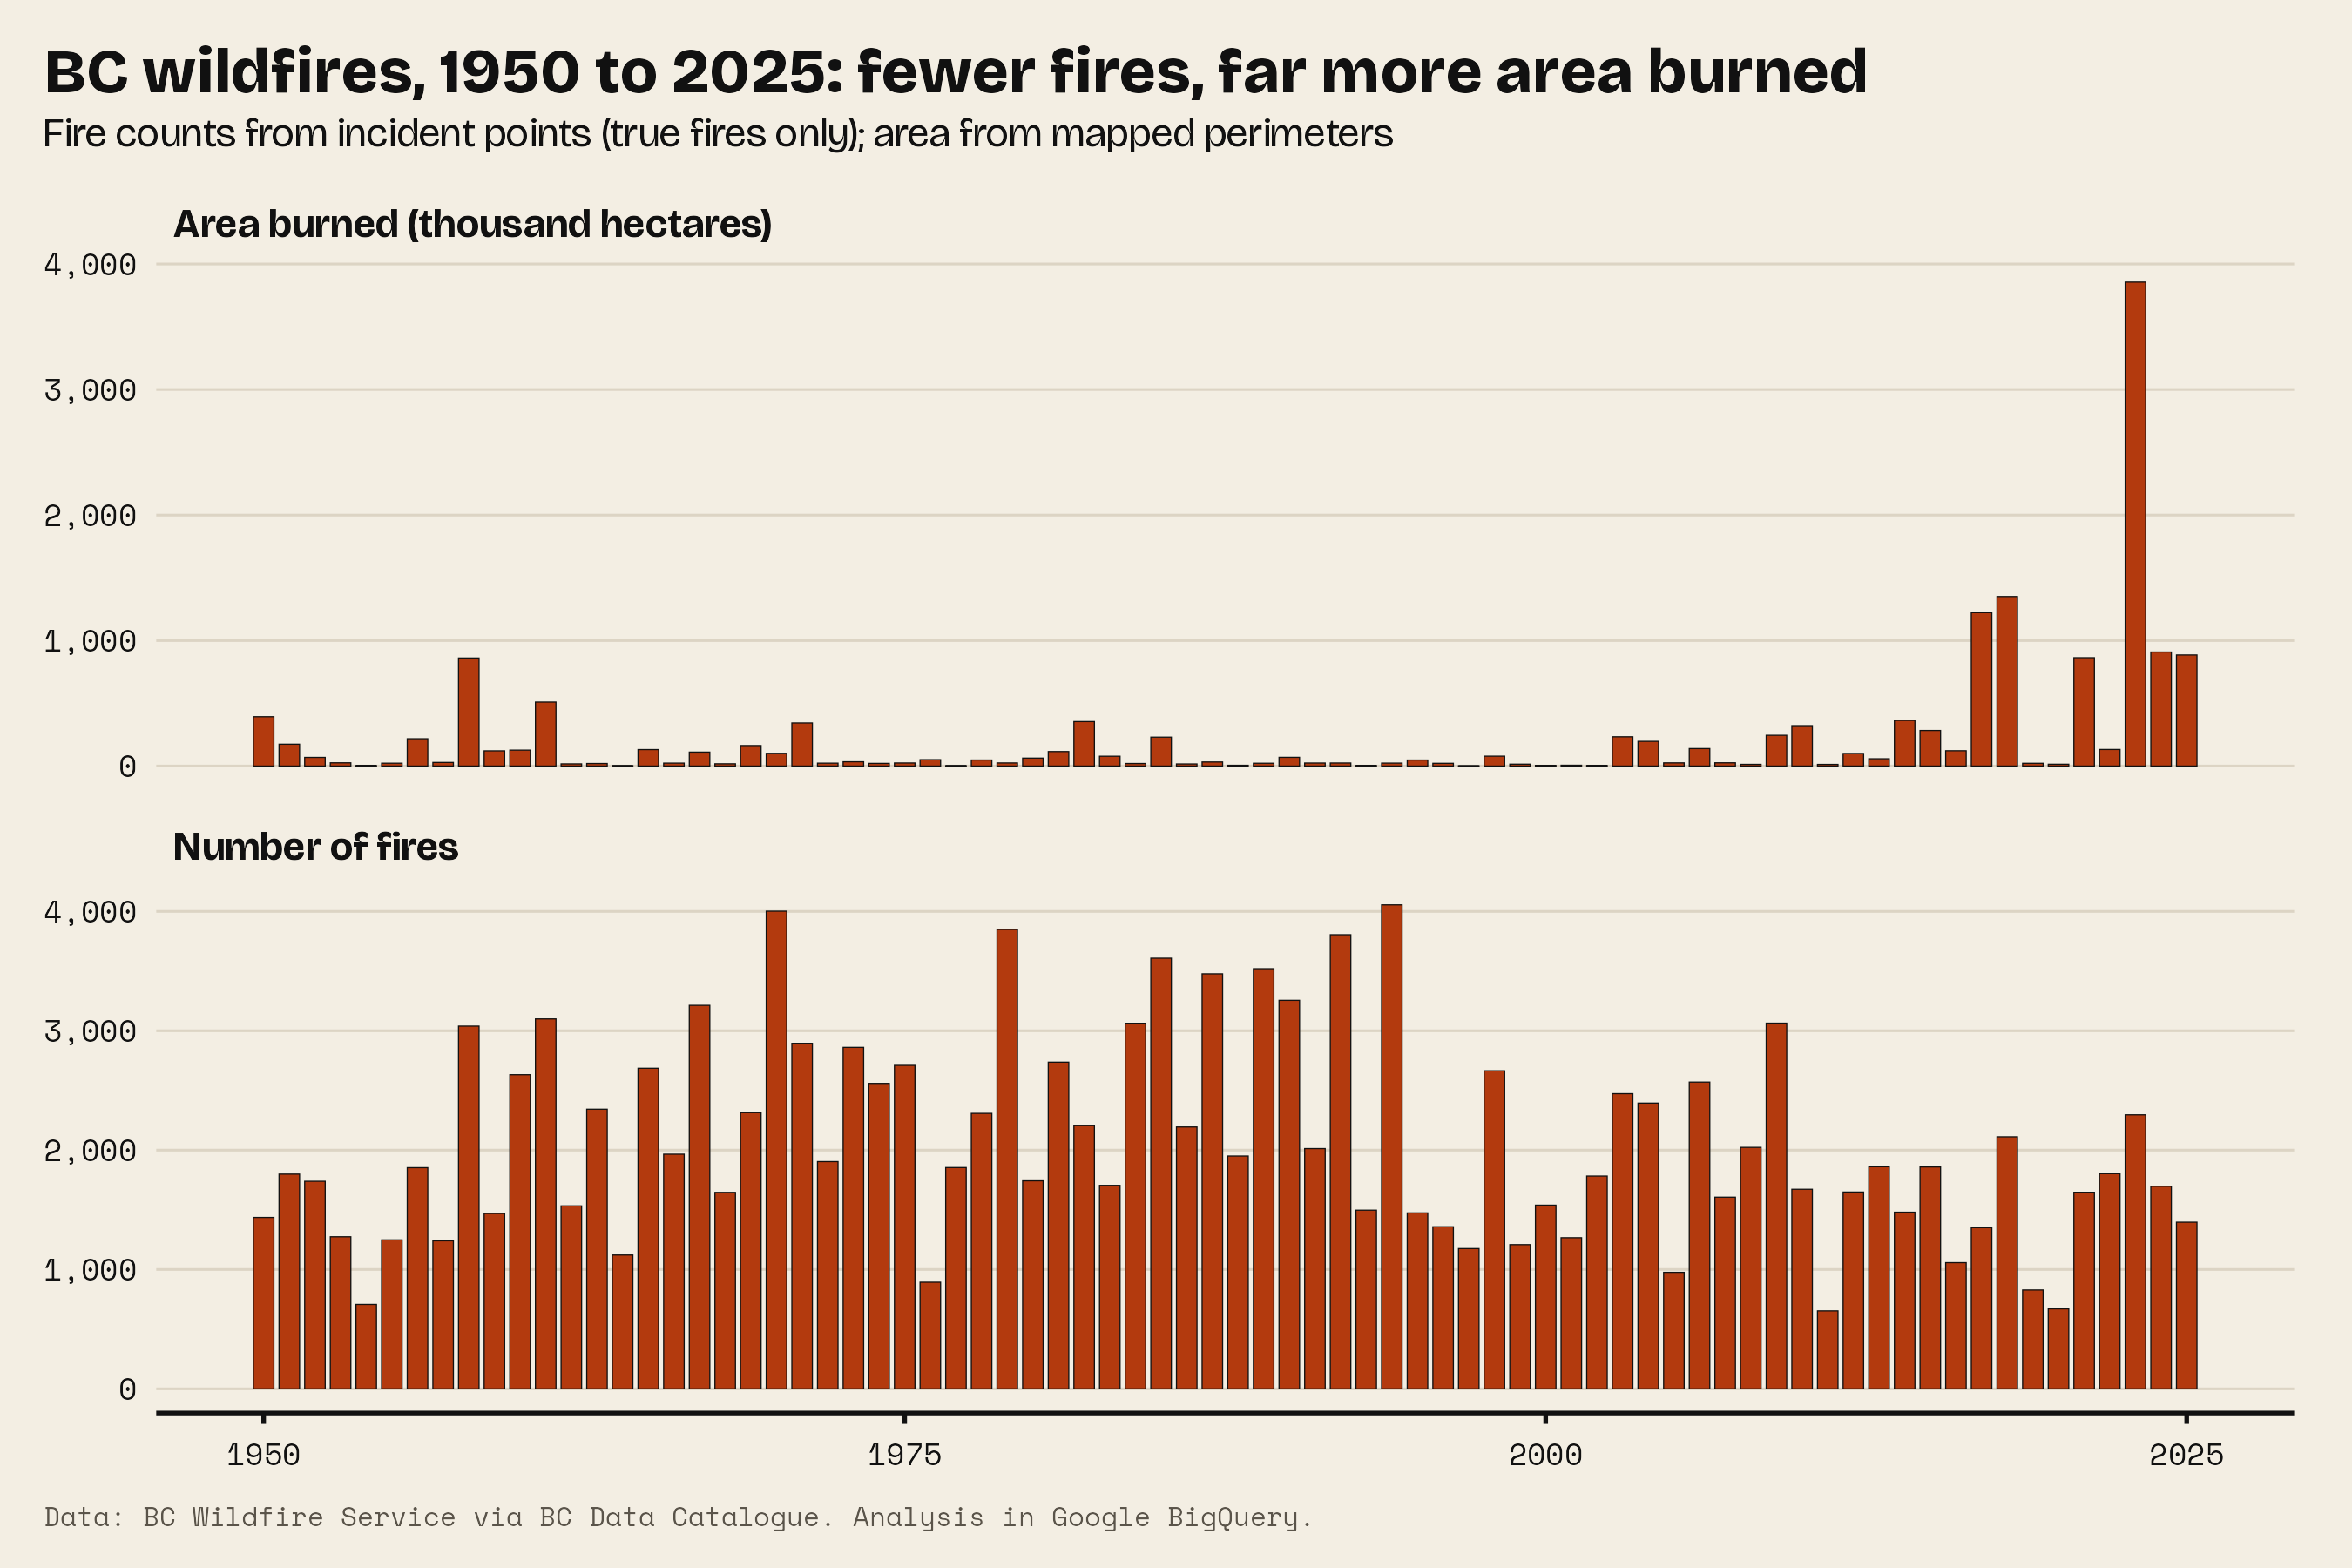 BC wildfires, 1950 to 2025: fewer fires, far more area burned
Fire counts from incident points (true fires only); area from mapped perimeters
Area burned (thousand hectares)
4,000
3,000
2,000
1,000
0
Number of fires
4,000
3,000
2,000
1,000
0
1950 1975 2000 2025
Data: BC Wildfire Service via BC Data Catalogue. Analysis in Google BigQuery.